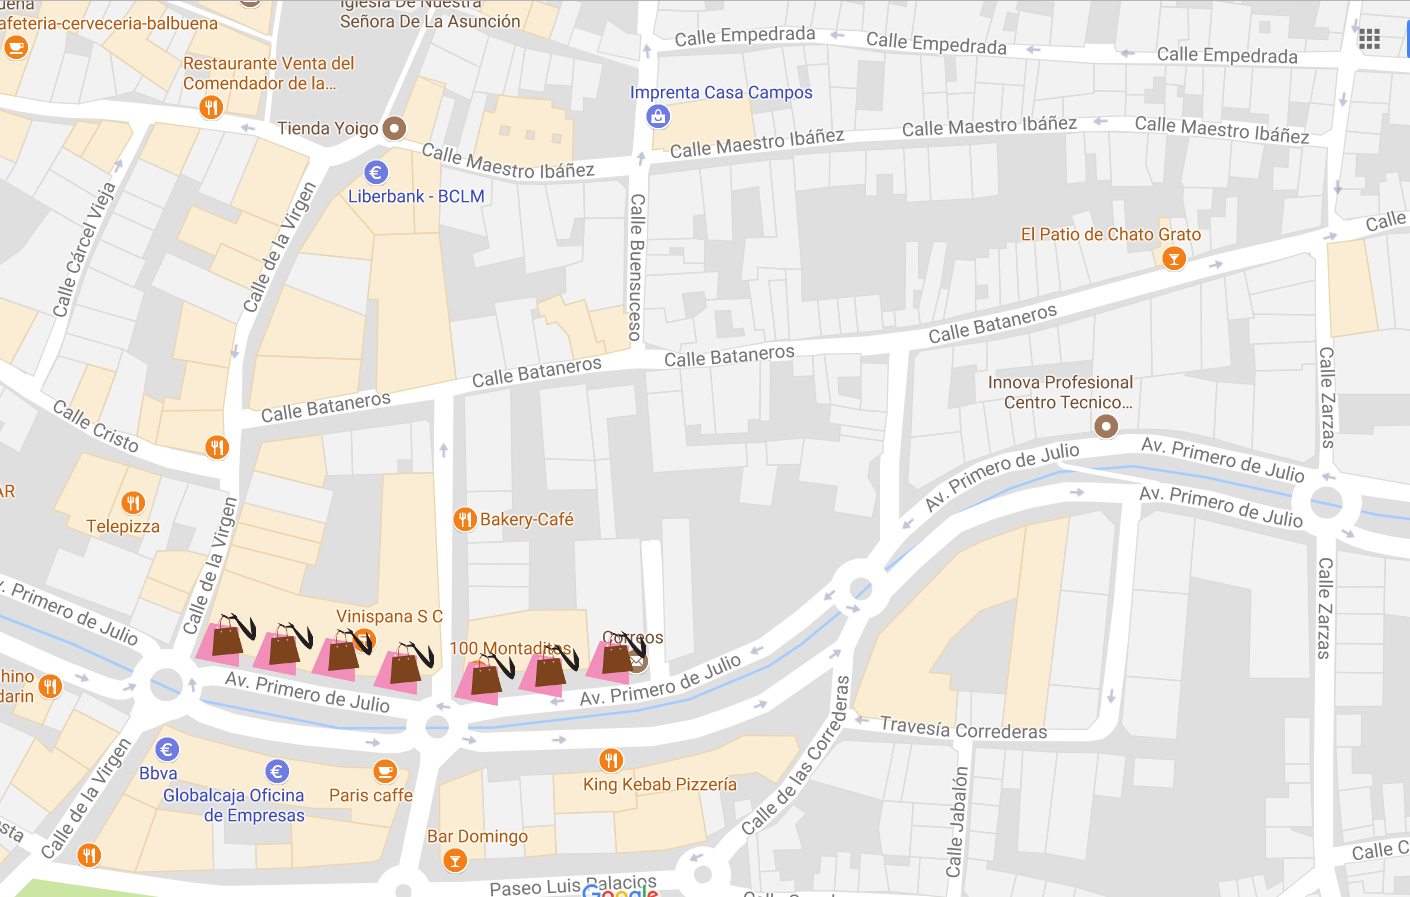 Iglesia De Nuestra
Señora De La Asunción
afeteria-cerveceria-balbuena
Calle Empedrada
Calle Empedrada
Calle Empedrada
Restaurante Venta del
Comendador de la...
Imprenta Casa Campos
Tienda Yoigo
Calle Maestro Ibáñez
Calle Maestro Ibáñez
Calle Maestro Ibáñez
Calle Maestro Ibáñez
Liberbank - BCLM
Calle Cárcel Vieja
Calle de la Virgen
Calle Buensuceso
El Patio de Chato Grato
Calle
Calle Bataneros
Calle Bataneros
Calle Bataneros
Calle Bataneros
Calle Cristo
Innova Profesional
Centro Tecnico...
Calle Zarzas
Av. Primero de Julio
Av. Primero de Julio
Av. Primero de Julio
AR
Telepizza
Bakery-Café
Calle de la Virgen
v. Primero de Julio
Vinispana S C
100 Montaditos
Correos
Calle Zarzas
hino
darin
Av. Primero de Julio
Av. Primero de Julio
Travesía Correderas
Calle de las Correderas
Bbva
Globalcaja Oficina
de Empresas
Paris caffe
King Kebab Pizzería
Calle de la Virgen
Calle Jabalón
Bar Domingo
osta
Calle C
Paseo Luis Palacios
Google